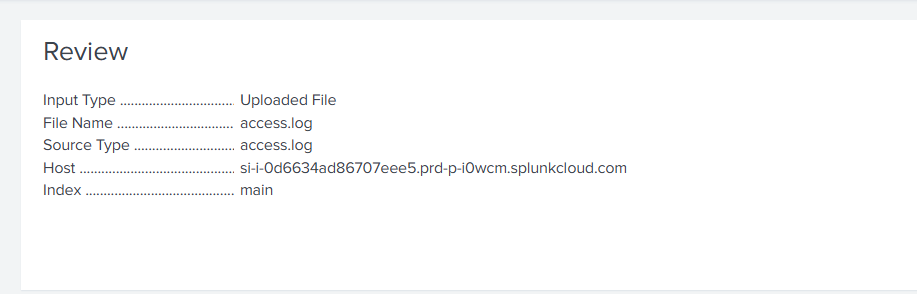 Review
Input Type ................................ Uploaded File
File Name ................................ access.log
Source Type ............................ access.log
Host ........................................... si-i-0d6634ad86707eee5.prd-p-i0wcm.splunkcloud.com
Index ......................................... main